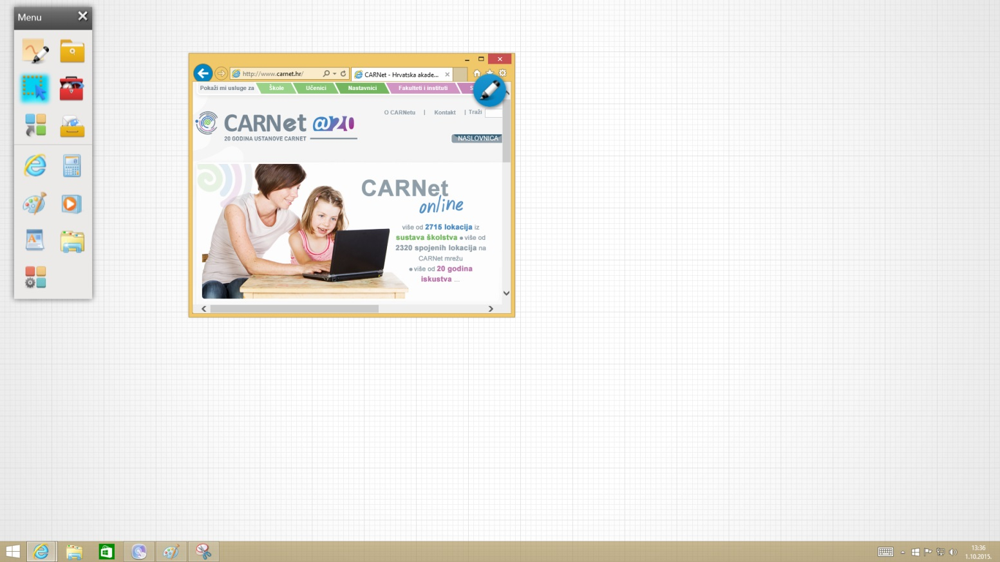 Menu
http://www.carnet.hr/
CARNet - Hrvatska akade...
Pokaži mi usluge za
Škole
Učenici
Nastavnici
Fakulteti i instituti
S
O CARNetu | Kontakt | Traži
CARNet @20
20 GODINA USTANOVE CARNET
NASLOVNICA
CARNet
online
više od 2715 lokacija iz
sustava školstva ● više od
2320 spojenih lokacija na
CARNet mrežu
● više od 20 godina
iskustva ...
13:36
1.10.2015.